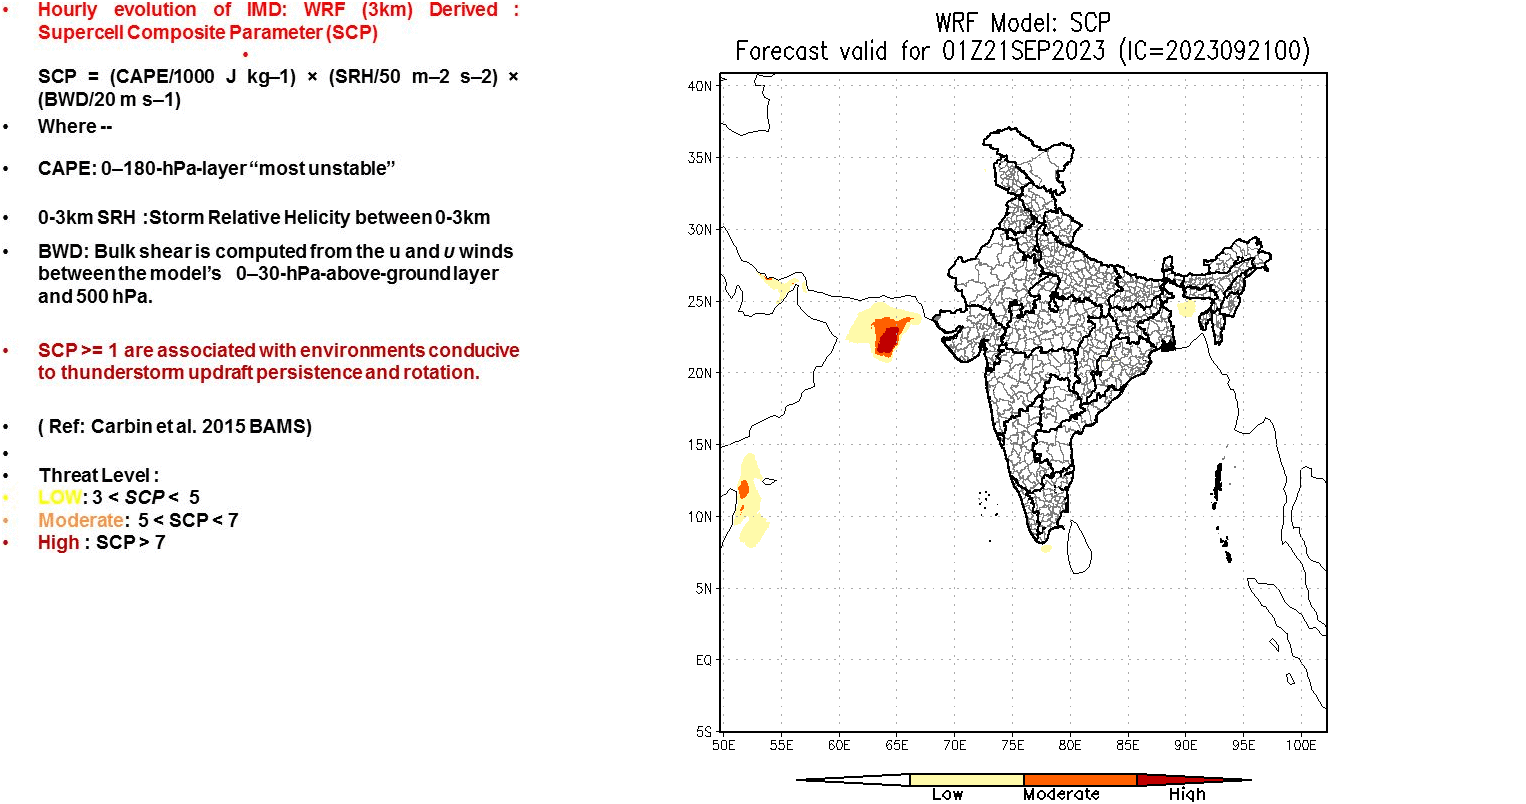 • Hourly evolution of IMD: WRF (3km) Derived :
Supercell Composite Parameter (SCP)
•
SCP = (CAPE/1000 J kg–1) × (SRH/50 m–2 s–2) ×
(BWD/20 m s–1)
• Where --
• CAPE: 0–180-hPa-layer “most unstable”
• 0-3km SRH :Storm Relative Helicity between 0-3km
• BWD: Bulk shear is computed from the u and υ winds
between the model’s 0–30-hPa-above-ground layer
and 500 hPa.
• SCP >= 1 are associated with environments conducive
to thunderstorm updraft persistence and rotation.
• ( Ref: Carbin et al. 2015 BAMS)
•
• Threat Level :
• LOW: 3 < SCP < 5
• Moderate: 5 < SCP < 7
• High : SCP > 7
WRF Model: SCP
Forecast valid for 01Z21SEP2023 (IC=2023092100)
40N
35N
30N
25N
20N
15N
10N
5N
EQ
5S
50E 55E 60E 65E 70E 75E 80E 85E 90E 95E 100E
Low Moderate High